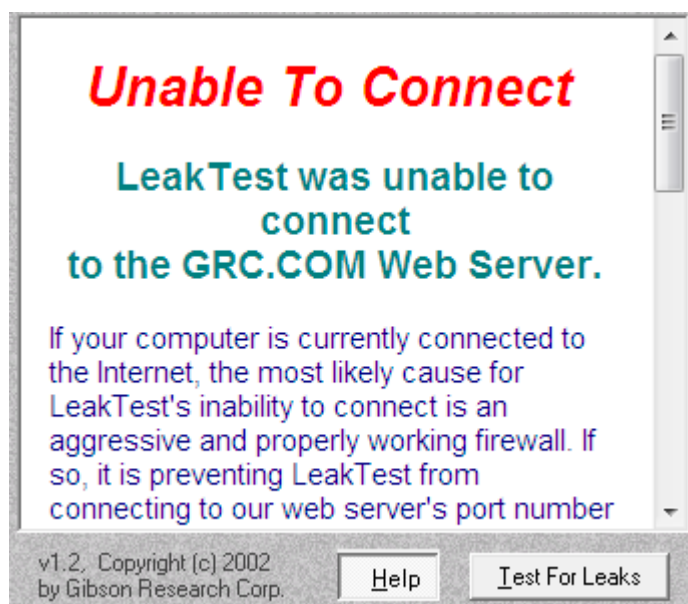 Unable To Connect
LeakTest was unable to
connect
to the GRC.COM Web Server.
If your computer is currently connected to
the Internet, the most likely cause for
LeakTest's inability to connect is an
aggressive and properly working firewall. If
so, it is preventing LeakTest from
connecting to our web server's port number
v1.2, Copyright (c) 2002
by Gibson Research Corp.
Help
Test For Leaks